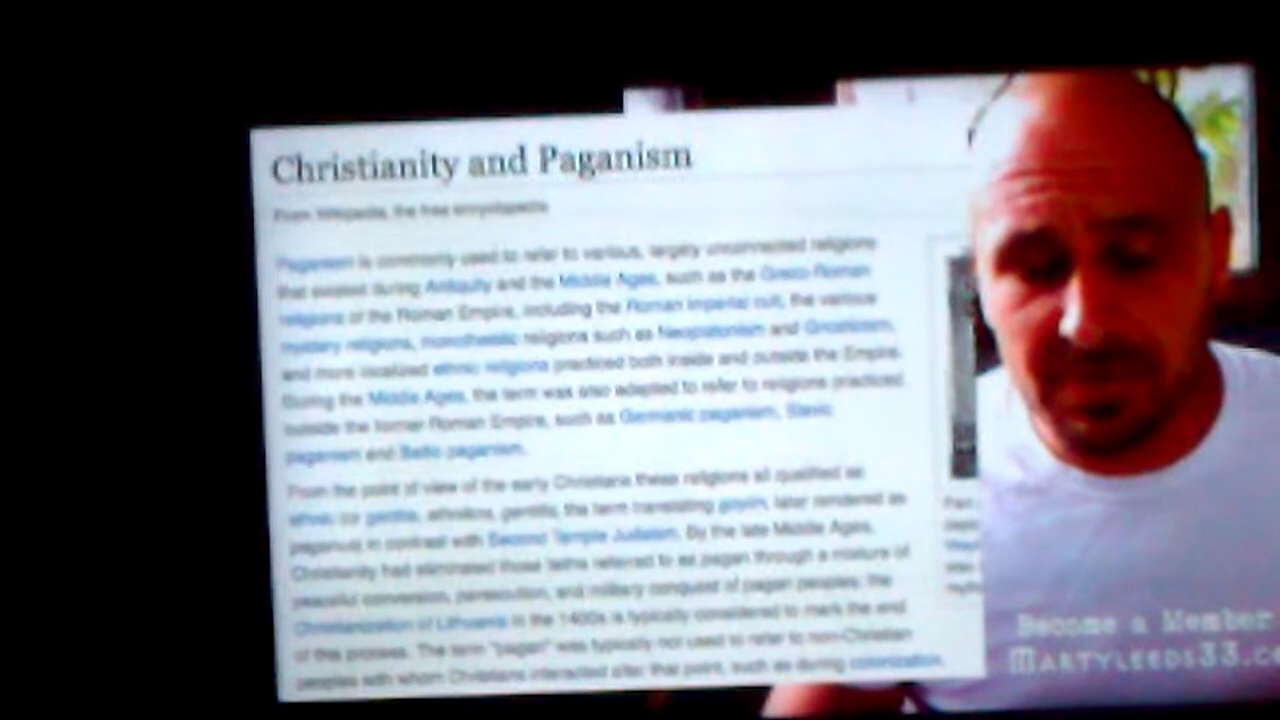 Christianity and Paganism
From Wikipedia, the free encyclopedia
Paganism is commonly used to refer to various, largely unconnected religions
that existed during Antiquity and the Middle Ages, such as the Greco-Roman
religions of the Roman Empire, including the Roman imperial cult, the various
mystery religions, monotheistic religions such as Neoplatonism and Gnosticism,
and more localized ethnic religions practiced both inside and outside the Empire.
During the Middle Ages, the term was also adapted to refer to religions practiced
outside the former Roman Empire, such as Germanic paganism, Slavic
paganism and Baltic paganism.
From the point of view of the early Christians these religions all qualified as
ethnic (or gentile, ethnikos, gentilis, the term translating goyim, later rendered as
paganus) in contrast with Second Temple Judaism. By the late Middle Ages,
Christianity had eliminated those faiths referred to as pagan through a mixture of
peaceful conversion, persecution, and military conquest of pagan peoples; the
Christianization of Lithuania in the 1400s is typically considered to mark the end
of this process. The term "pagan" was typically not used to refer to non-Christian
peoples with whom Christians interacted after that point, such as during colonization.
Become a Member
MARTYLEEDS33.c